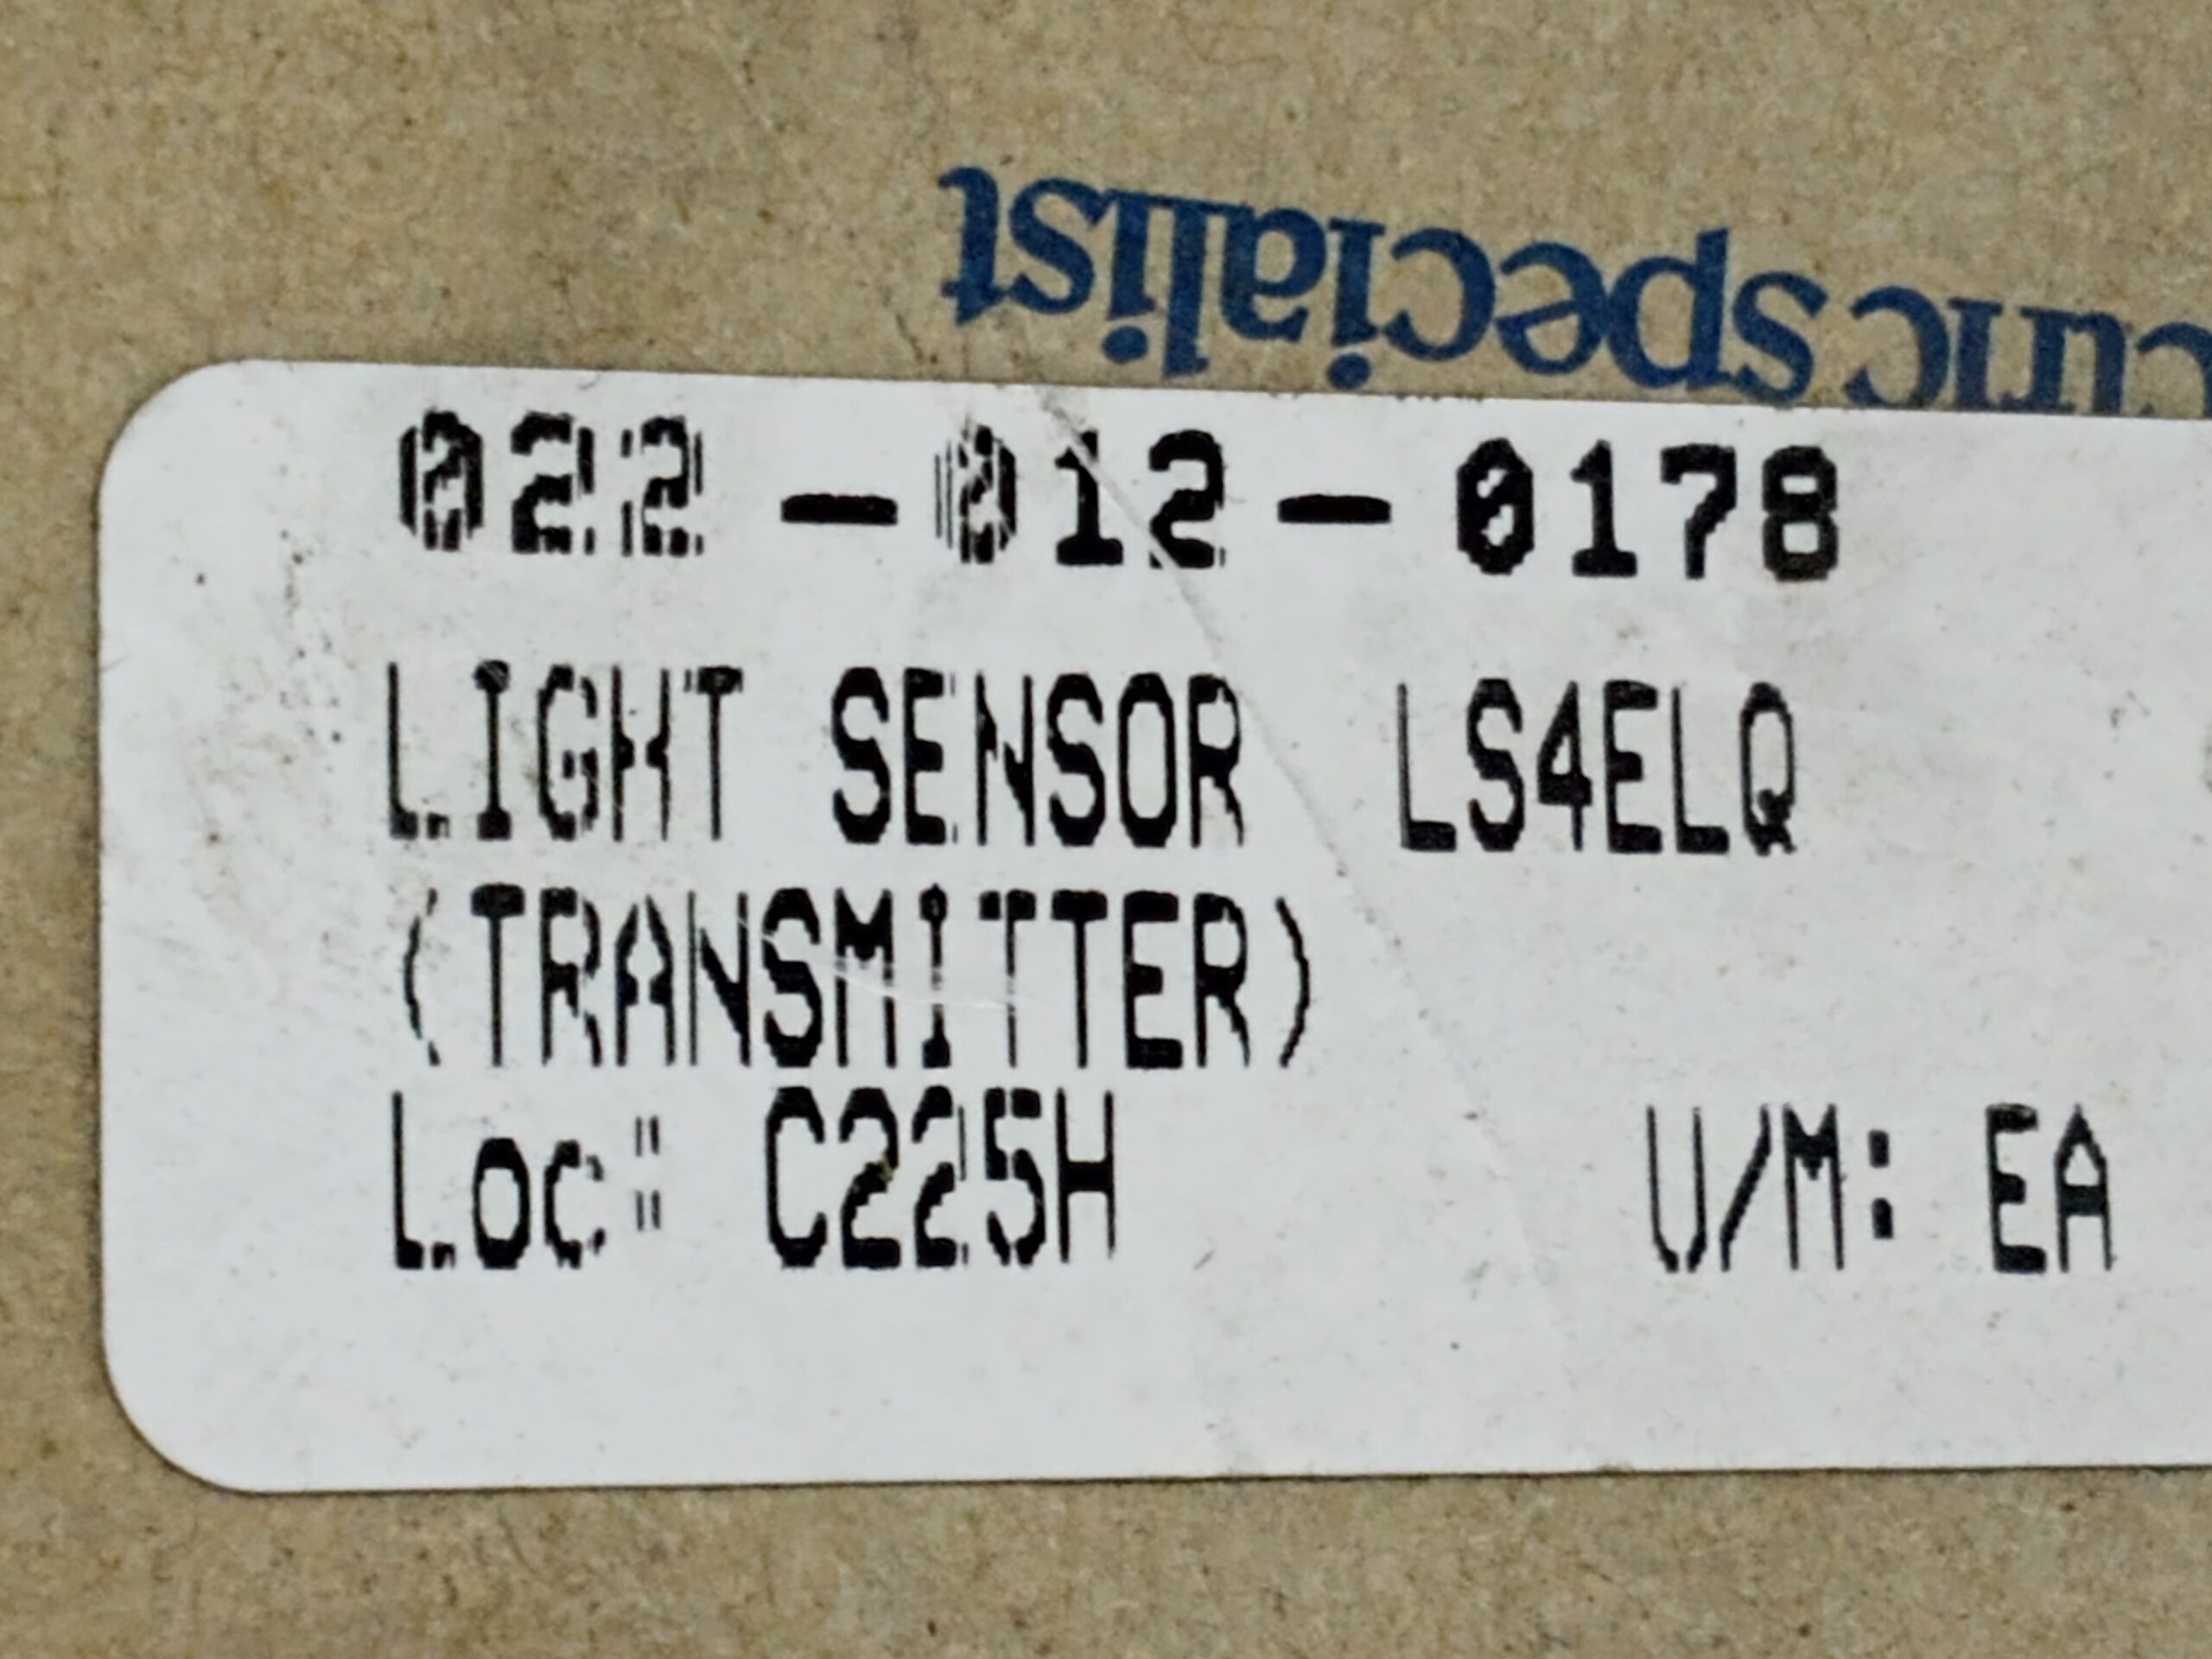 specialist
022-012-0178
LIGHT SENSOR LS4ELQ
(TRANSMITTER)
Loc: C225H U/M: EA